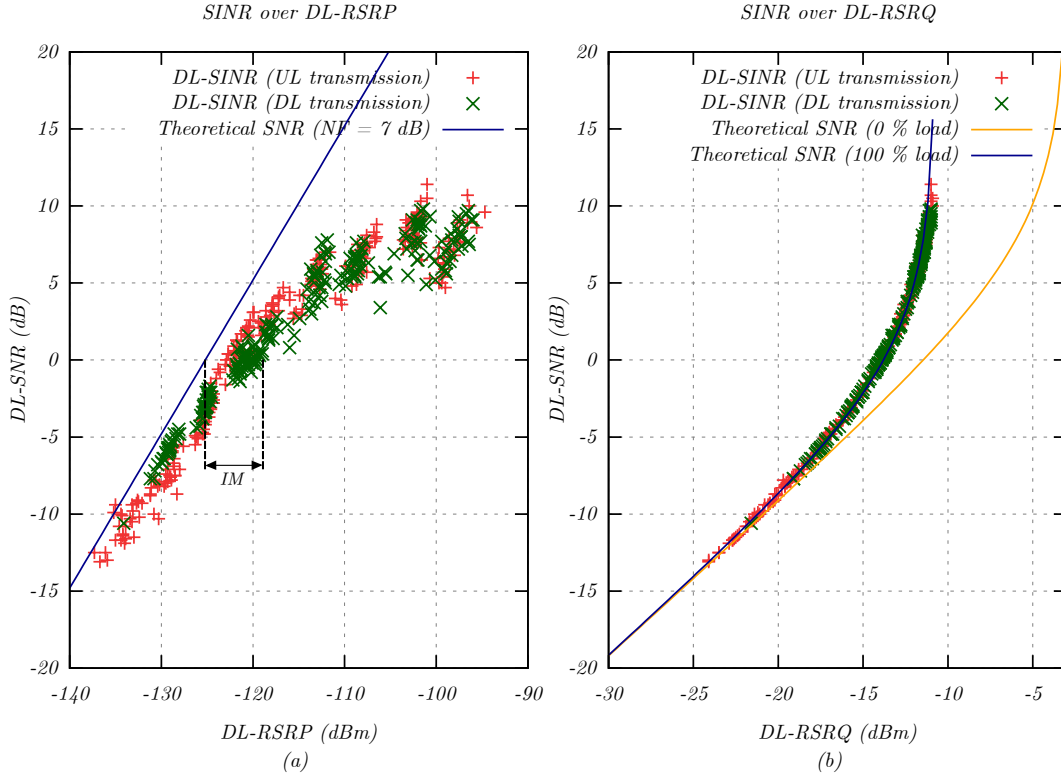 SINR over DL-RSRP
20
15
10
5
0
-5
-10
-15
-20
DL-SNR (dB)
DL-SINR (UL transmission)
DL-SINR (DL transmission)
Theoretical SNR (NF = 7 dB)
IM
-140
-130
-120
-110
-100
-90
DL-RSRP (dBm)
(a)
SINR over DL-RSRQ
20
15
10
5
0
-5
-10
-15
-20
DL-SNR (dB)
DL-SINR (UL transmission)
DL-SINR (DL transmission)
Theoretical SNR (0 % load)
Theoretical SNR (100 % load)
-30
-25
-20
-15
-10
-5
DL-RSRQ (dBm)
(b)